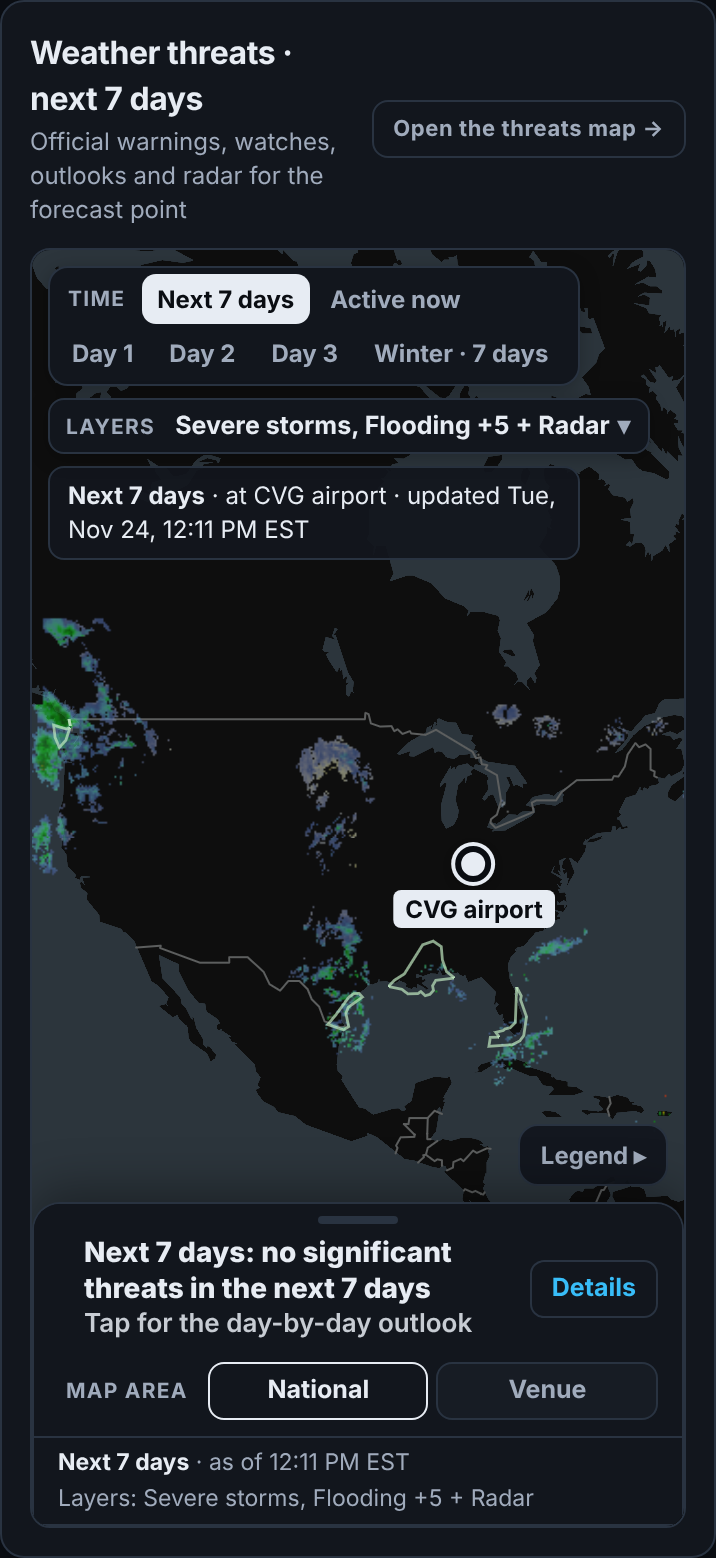 Weather threats ·
next 7 days
Official warnings, watches,
outlooks and radar for the
forecast point
Open the threats map →
TIME Next 7 days Active now
Day 1 Day 2 Day 3 Winter · 7 days
LAYERS Severe storms, Flooding +5 + Radar ▾
Next 7 days · at CVG airport · updated Tue,
Nov 24, 12:11 PM EST
CVG airport
Legend ▸
Next 7 days: no significant
threats in the next 7 days
Tap for the day-by-day outlook
Details
MAP AREA National Venue
Next 7 days · as of 12:11 PM EST
Layers: Severe storms, Flooding +5 + Radar